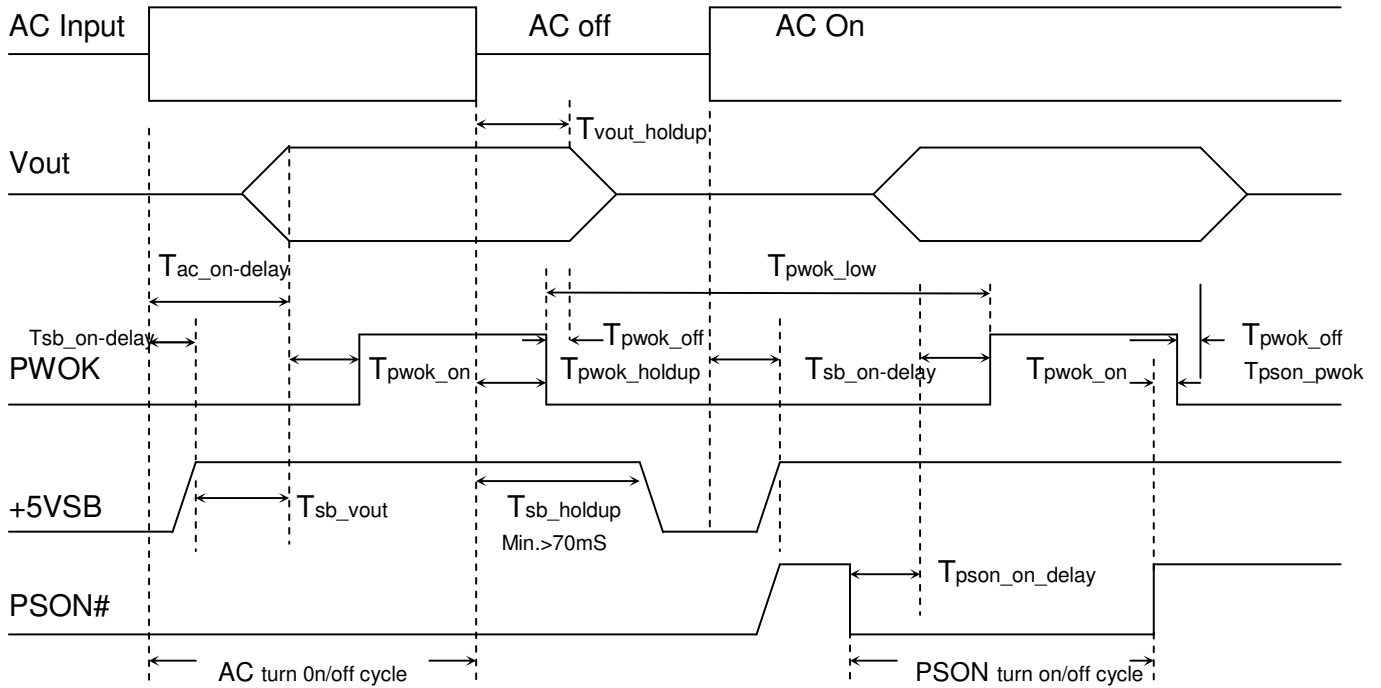 AC Input
AC off
AC On
Tvout_holdup
Vout
Tac_on-delay
Tpwok_low
Tsb_on-delay
PWOK
Tpwok_on
Tpwok_off
Tpwok_holdup
Tsb_on-delay
Tpwok_on
Tpwok_off
Tpson_pwok
+5VSB
Tsb_vout
Tsb_holdup
Min.>70mS
Tpson_on_delay
PSON#
AC turn 0n/off cycle
PSON turn on/off cycle